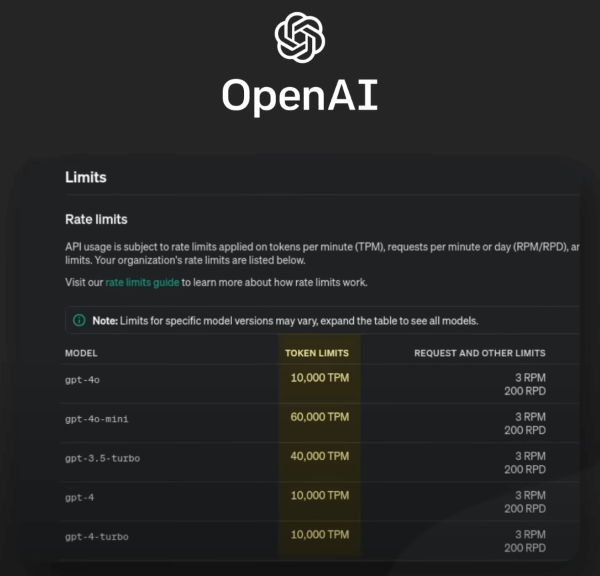 OpenAI
Limits
Rate limits
API usage is subject to rate limits applied on tokens per minute (TPM), requests per minute or day (RPM/RPD), ar
limits. Your organization's rate limits are listed below.
Visit our rate limits guide to learn more about how rate limits work.
Note: Limits for specific model versions may vary, expand the table to see all models.
MODEL TOKEN LIMITS REQUEST AND OTHER LIMITS
gpt-4o 10,000 TPM 3 RPM
200 RPD
gpt-4o-mini 60,000 TPM 3 RPM
200 RPD
gpt-3.5-turbo 40,000 TPM 3 RPM
200 RPD
gpt-4 10,000 TPM 3 RPM
200 RPD
gpt-4-turbo 10,000 TPM 3 RPM
200 RPD